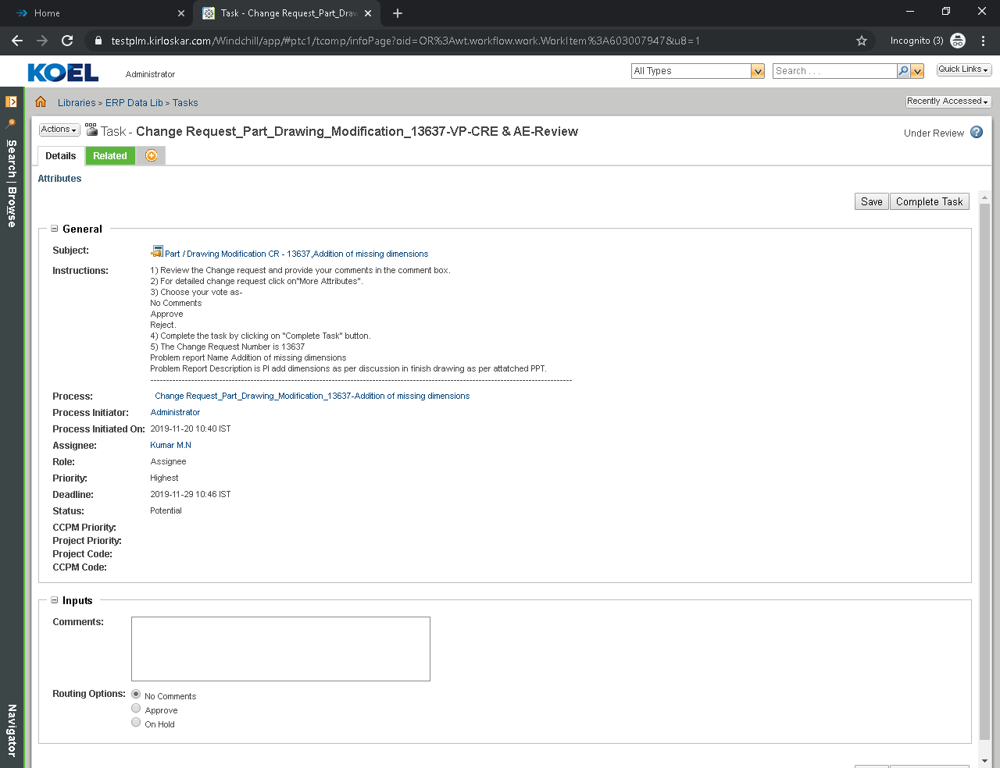 Home
Task - Change Request_Part_Draw
testplm.kirloskar.com/Windchill/app/#ptc1/tcomp/infoPage?oid=OR%3Awt.workflow.work.WorkItem%3A603007947&u8=1
Incognito (3)
KOEL
Administrator
All Types
Search . . .
Quick Links
Libraries > ERP Data Lib > Tasks
Recently Accessed
Actions
Task - Change Request_Part_Drawing_Modification_13637-VP-CRE & AE-Review
Under Review
Details
Related
Attributes
Save
Complete Task
Search | Browse
General
Subject:
Part / Drawing Modification CR - 13637,Addition of missing dimensions
Instructions:
1) Review the Change request and provide your comments in the comment box.
2) For detailed change request click on"More Attributes".
3) Choose your vote as-
No Comments
Approve
Reject.
4) Complete the task by clicking on "Complete Task" button.
5) The Change Request Number is 13637
Problem report Name Addition of missing dimensions
Problem Report Description is Pl add dimensions as per discussion in finish drawing as per attatched PPT.
Process:
Change Request_Part_Drawing_Modification_13637-Addition of missing dimensions
Process Initiator:
Administrator
Process Initiated On:
2019-11-20 10:40 IST
Assignee:
Kumar M.N
Role:
Assignee
Priority:
Highest
Deadline:
2019-11-29 10:46 IST
Status:
Potential
CCPM Priority:
Project Priority:
Project Code:
CCPM Code:
Inputs
Comments:
Routing Options:
No Comments
Approve
On Hold
Navigator